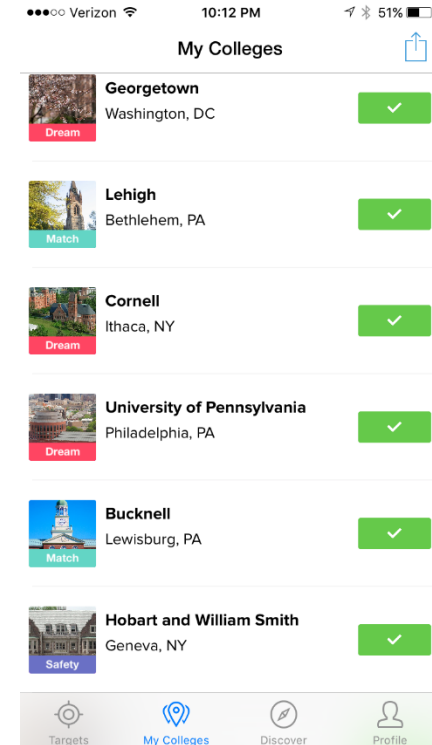 Verizon 10:12 PM 51%
My Colleges
Georgetown
Washington, DC
Dream
Lehigh
Bethlehem, PA
Match
Cornell
Ithaca, NY
Dream
University of Pennsylvania
Philadelphia, PA
Dream
Bucknell
Lewisburg, PA
Match
Hobart and William Smith
Geneva, NY
Safety
Targets My Colleges Discover Profile